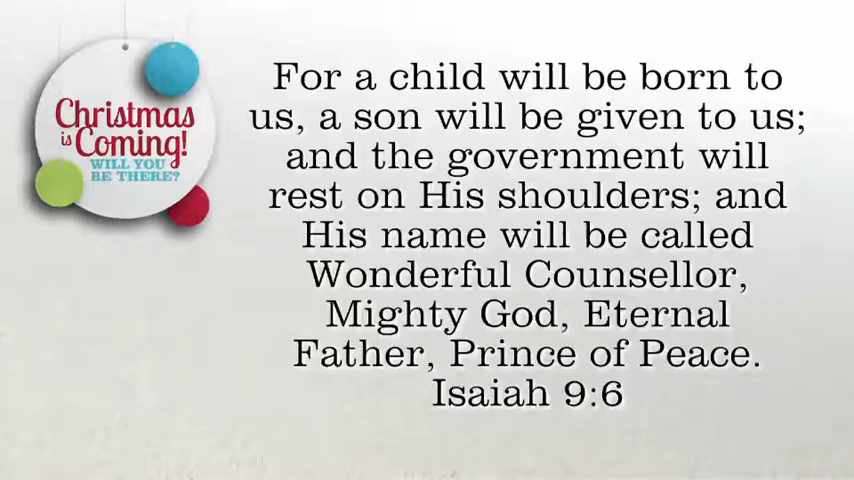 Christmas
is Coming!
WILL YOU
BE THERE?
For a child will be born to
us, a son will be given to us;
and the government will
rest on His shoulders; and
His name will be called
Wonderful Counsellor,
Mighty God, Eternal
Father, Prince of Peace.
Isaiah 9:6